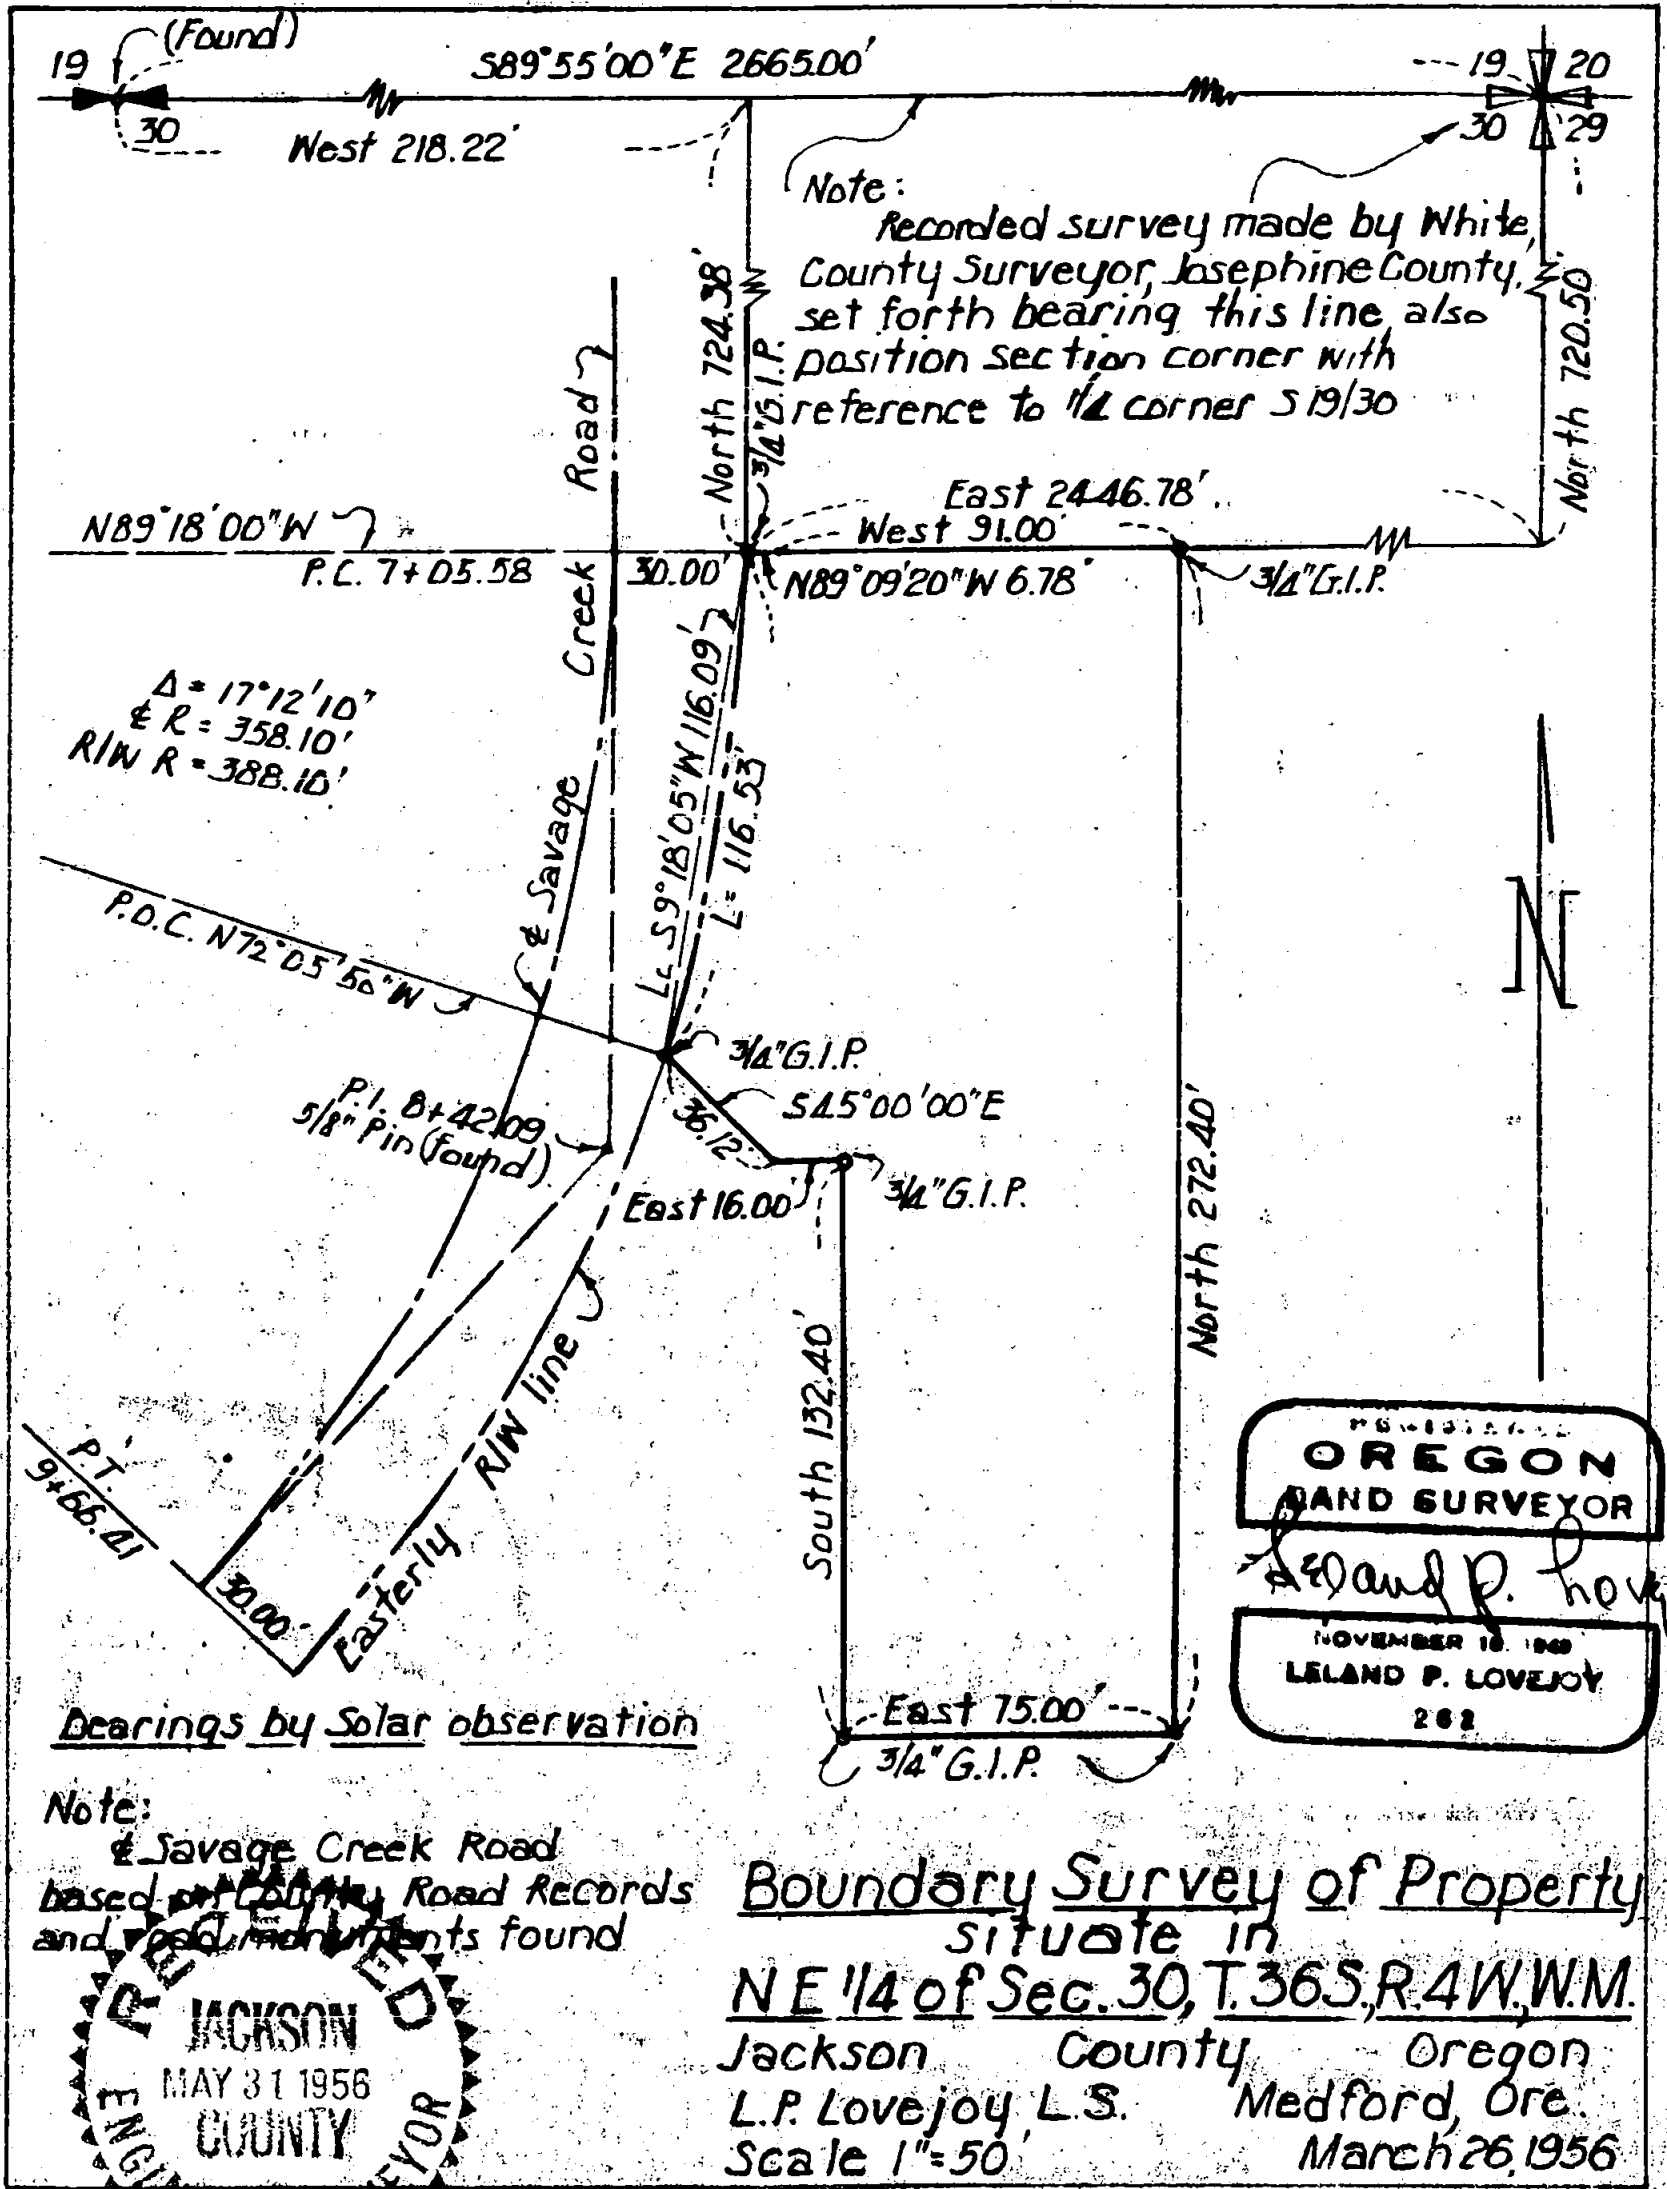 (Found)
19
S89°55'00"E 2665.00'
19
20
30
West 218.22'
30
29
Note:
Recorded survey made by White,
County Surveyor, Josephine County,
set forth bearing this line, also
position section corner with
reference to 1/4 corner S 19/30
North 724.38'
3/4"G.I.P.
North 720.50
Road
East 2446.78'
N89°18'00"W
West 91.00'
P.C. 7+05.58
30.00'
N89°09'20"W 6.78'
3/4"G.I.P.
Creek
Δ = 17°12'10"
℄ R = 358.10'
R/W R = 388.10'
Lc S9°18'05"W 116.09'
L= 116.53'
℄ Savage
P.O.C. N72°05'50"W
3/4"G.I.P.
P.I. 8+42.09
5/8" Pin (found)
S45°00'00"E
36.12'
East 16.00'
3/4"G.I.P.
North 272.40'
South 132.40'
Easterly R/W line
P.T.
9+66.41
30.00'
OREGON
LAND SURVEYOR
Leland P. Lovejoy
NOVEMBER
LELAND P. LOVEJOY
262
East 75.00'
3/4" G.I.P.
Bearings by Solar observation
Note:
℄ Savage Creek Road
based on County Road Records
and road monuments found
RECEIVED
JACKSON
MAY 31 1956
COUNTY
N
Boundary Survey of Property
situate in
N E 1/4 of Sec. 30, T. 36 S., R. 4 W., W.M.
Jackson County Oregon
L.P. Lovejoy L.S. Medford, Ore.
Scale 1"=50' March 26, 1956